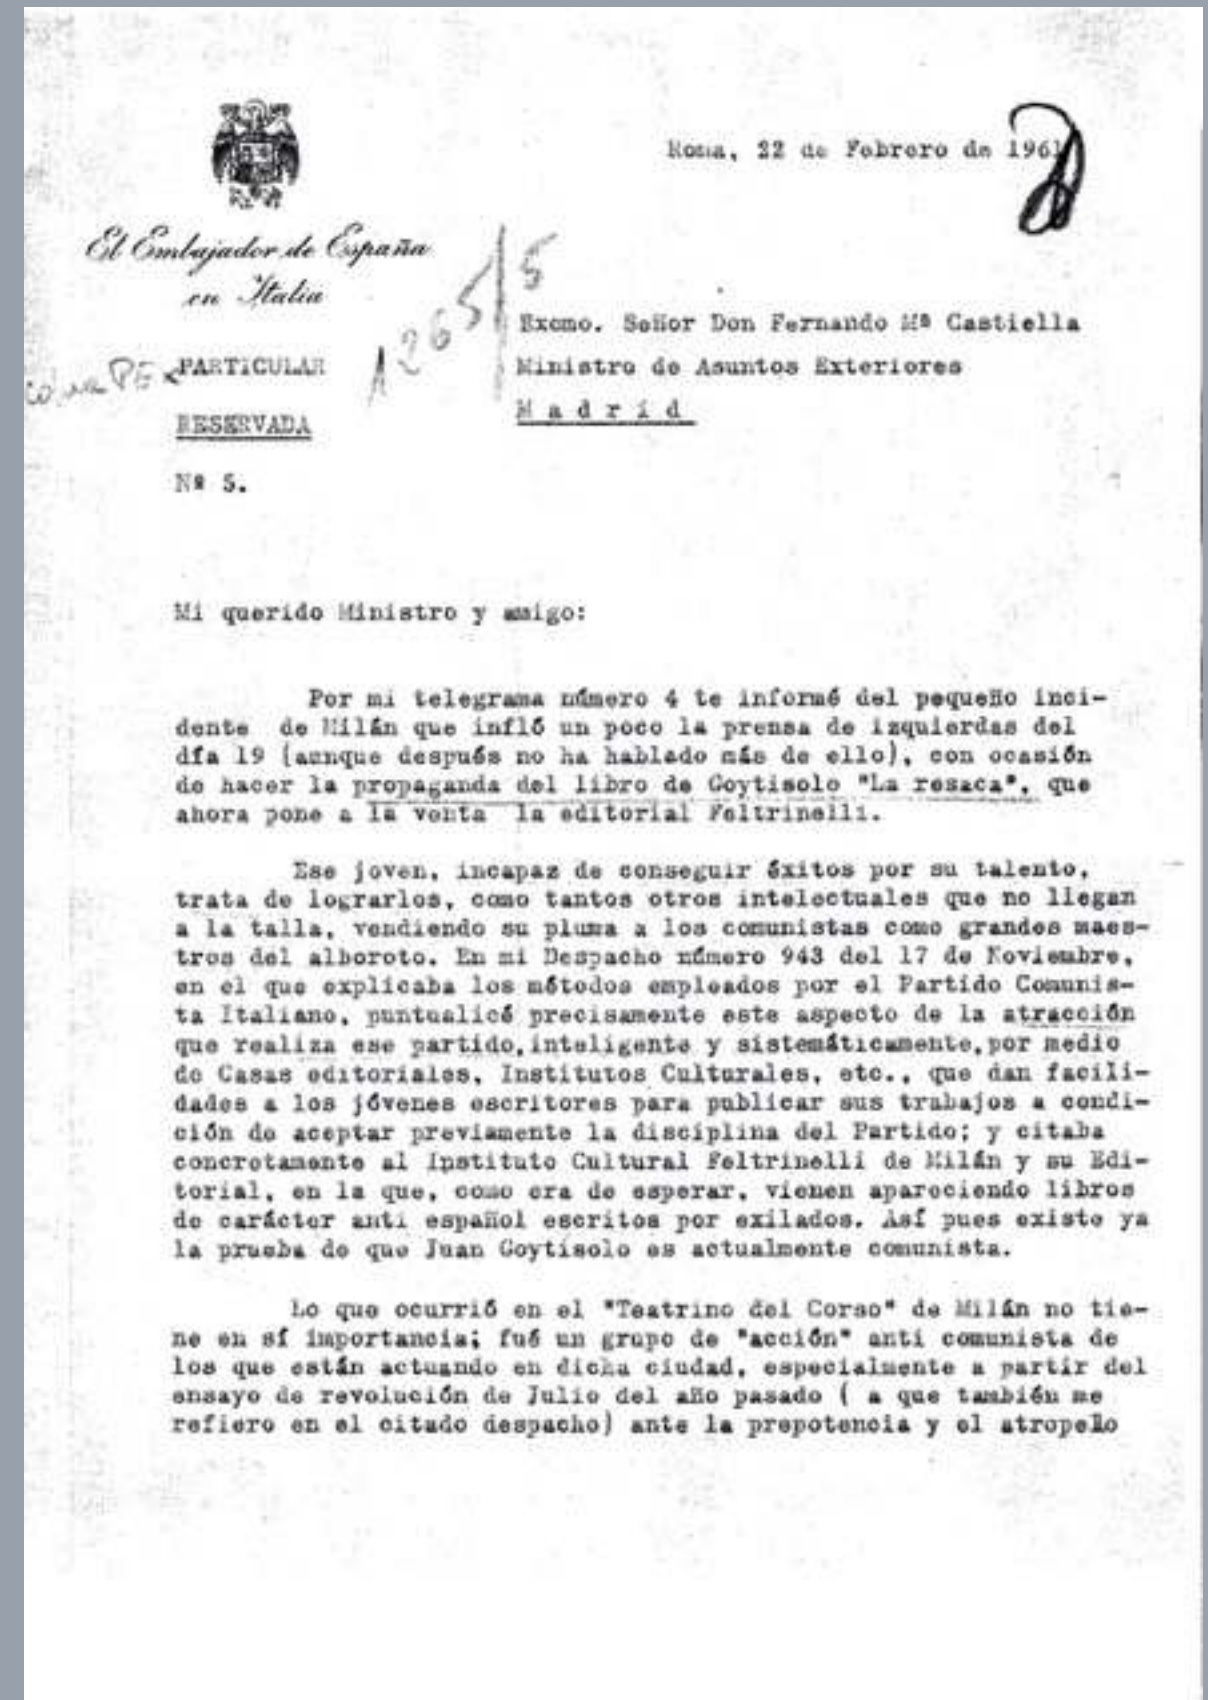 Roma, 22 de Febrero de 1961
El Embajador de España
en Italia
A 265/5
Excmo. Señor Don Fernando Mª Castiella
PARTICULAR
Ministro de Asuntos Exteriores
Madrid
RESERVADA
Nº 5.
Mi querido Ministro y amigo:
Por mi telegrama número 4 te informé del pequeño inci-
dente de Milán que infló un poco la prensa de izquierdas del
día 19 (aunque después no ha hablado más de ello), con ocasión
de hacer la propaganda del libro de Goytisolo "La resaca", que
ahora pone a la venta la editorial Feltrinelli.
Ese joven, incapaz de conseguir éxitos por su talento,
trata de lograrlos, como tantos otros intelectuales que no llegan
a la talla, vendiendo su pluma a los comunistas como grandes maes-
tros del alboroto. En mi Despacho número 943 del 17 de Noviembre,
en el que explicaba los métodos empleados por el Partido Comunis-
ta Italiano, puntualicé precisamente este aspecto de la atracción
que realiza ese partido, inteligente y sistemáticamente, por medio
de Casas editoriales, Institutos Culturales, etc., que dan facili-
dades a los jóvenes escritores para publicar sus trabajos a condi-
ción de aceptar previamente la disciplina del Partido; y citaba
concretamente al Instituto Cultural Feltrinelli de Milán y su Edi-
torial, en la que, como era de esperar, vienen apareciendo libros
de carácter anti español escritos por exilados. Así pues existe ya
la prueba de que Juan Goytisolo es actualmente comunista.
Lo que ocurrió en el "Teatrino del Corso" de Milán no tie-
ne en sí importancia; fué un grupo de "acción" anti comunista de
los que están actuando en dicha ciudad, especialmente a partir del
ensayo de revolución de Julio del año pasado ( a que también me
refiero en el citado despacho) ante la prepotencia y el atropello